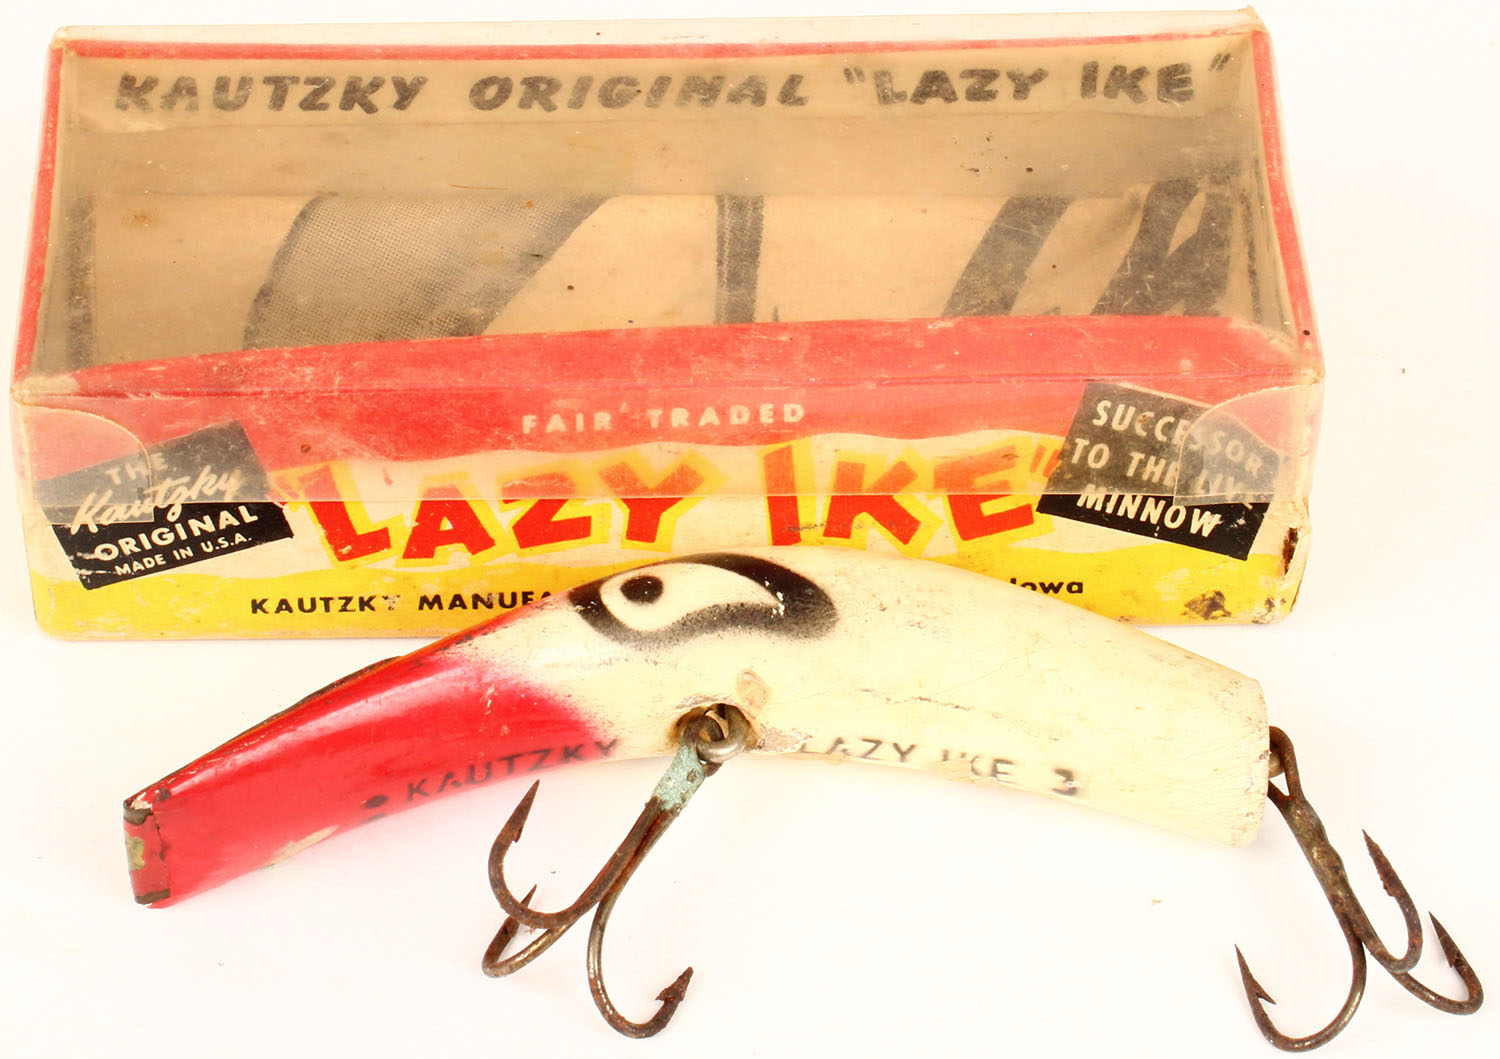 KAUTZKY ORIGINAL "LAZY IKE"
FAIR TRADED
THE
Kautzky
ORIGINAL
MADE IN U.S.A.
"LAZY IKE"
SUCCESSOR
TO THE
MINNOW
KAUTZKY
Iowa
KAUTZKY LAZY IKE 3